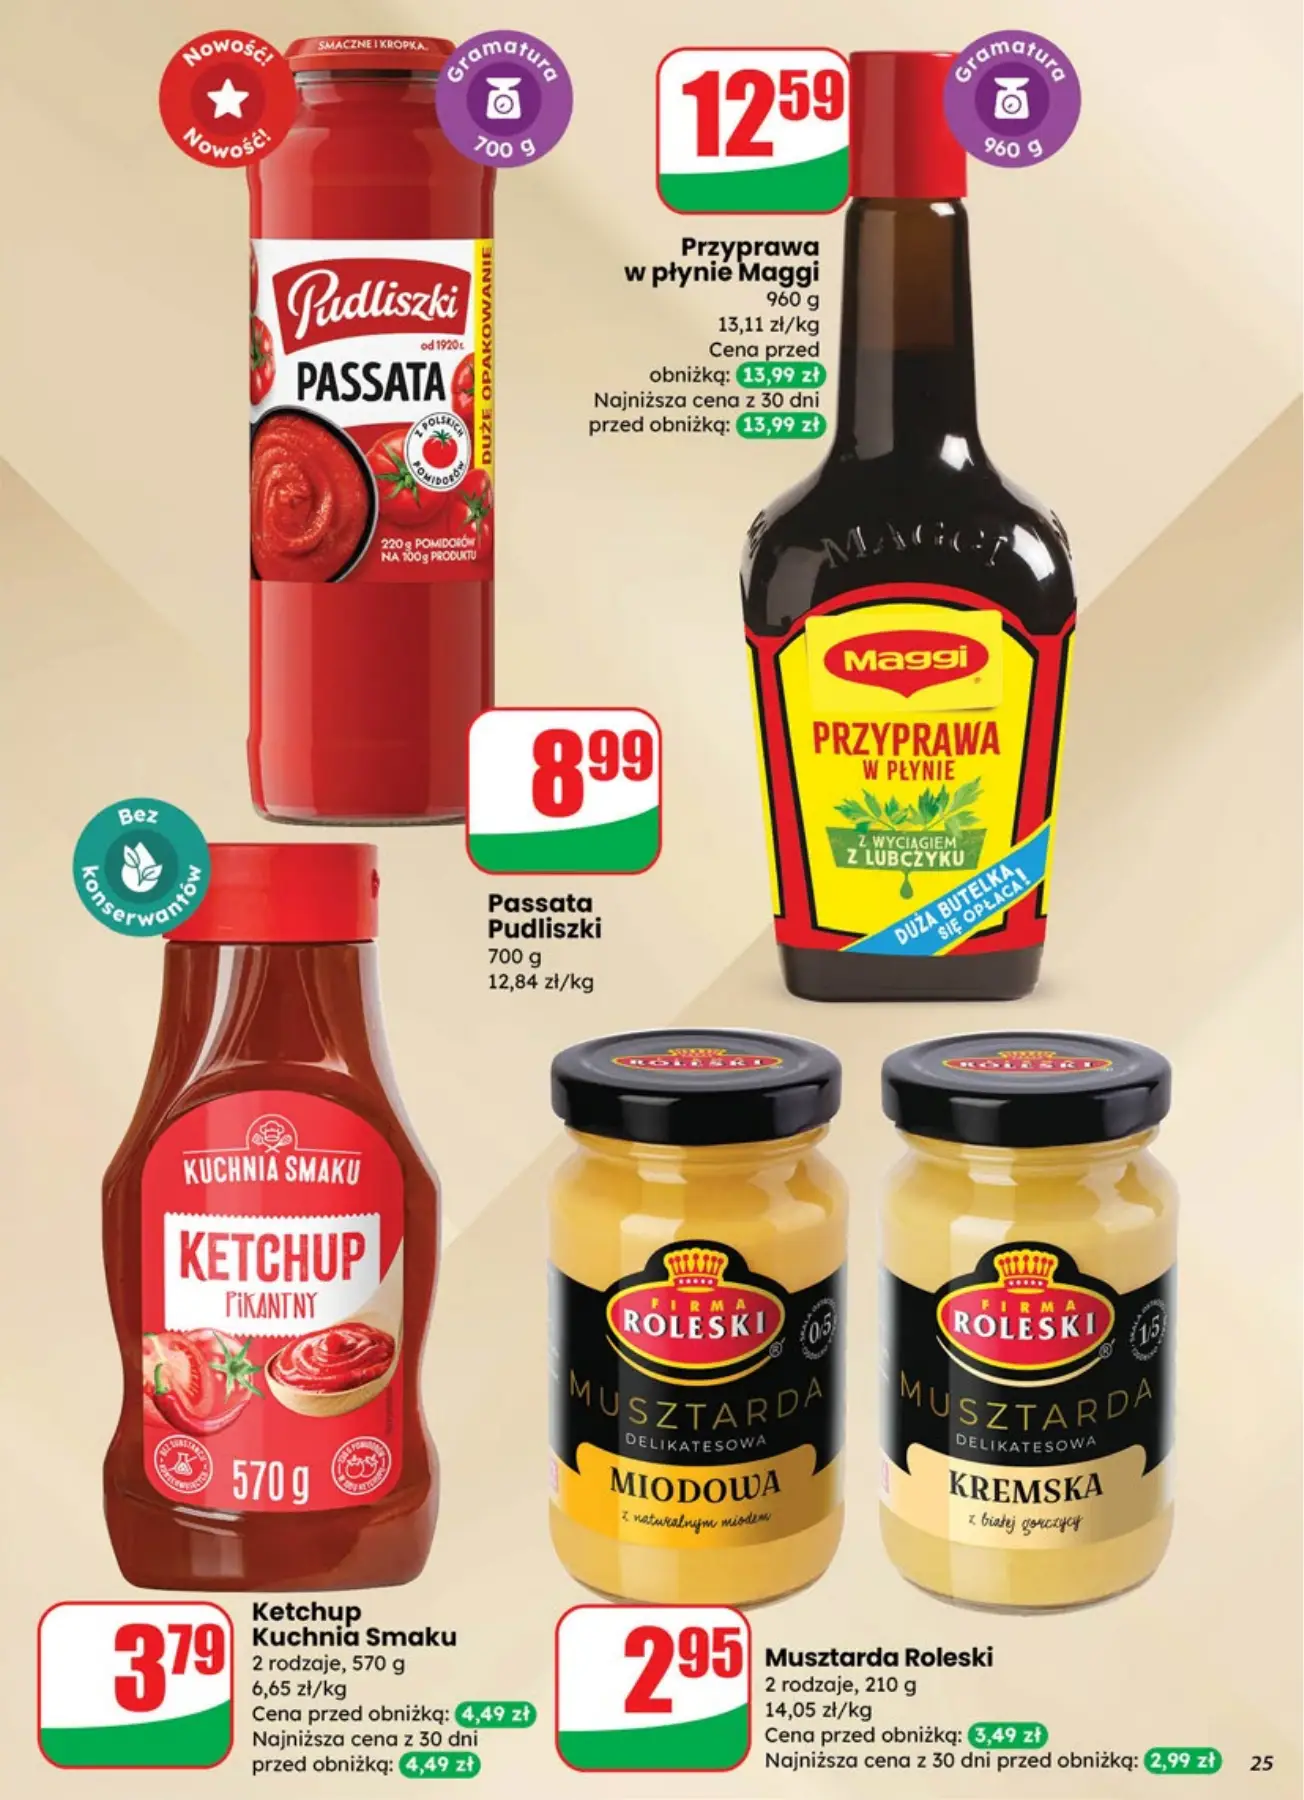 Nowość!
Nowość!
SMACZNE I KROPKA.
Gramatura
700 g
Pudliszki
od 1920 r.
PASSATA
DUŻE OPAKOWANIE
Z POLSKICH
POMIDORÓW
220 g POMIDORÓW
NA 100 g PRODUKTU
8 99
Passata
Pudliszki
700 g
12,84 zł/kg
12 59
Gramatura
960 g
Przyprawa
w płynie Maggi
960 g
13,11 zł/kg
Cena przed
obniżką: 13,99 zł
Najniższa cena z 30 dni
przed obniżką: 13,99 zł
MAGGI
Maggi
PRZYPRAWA
W PŁYNIE
Z WYCIĄGIEM
Z LUBCZYKU
DUŻA BUTELKA
SIĘ OPŁACA!
Bez
konserwantów
KUCHNIA SMAKU
KETCHUP
PIKANTNY
570 g
3 79
Ketchup
Kuchnia Smaku
2 rodzaje, 570 g
6,65 zł/kg
Cena przed obniżką: 4,49 zł
Najniższa cena z 30 dni
przed obniżką: 4,49 zł
ROLESKI
FIRMA
ROLESKI
0/5
MUSZTARDA
DELIKATESOWA
MIODOWA
z naturalnym miodem
ROLESKI
FIRMA
ROLESKI
1/5
MUSZTARDA
DELIKATESOWA
KREMSKA
z białej gorczycy
2 95
Musztarda Roleski
2 rodzaje, 210 g
14,05 zł/kg
Cena przed obniżką: 3,49 zł
Najniższa cena z 30 dni przed obniżką: 2,99 zł
25